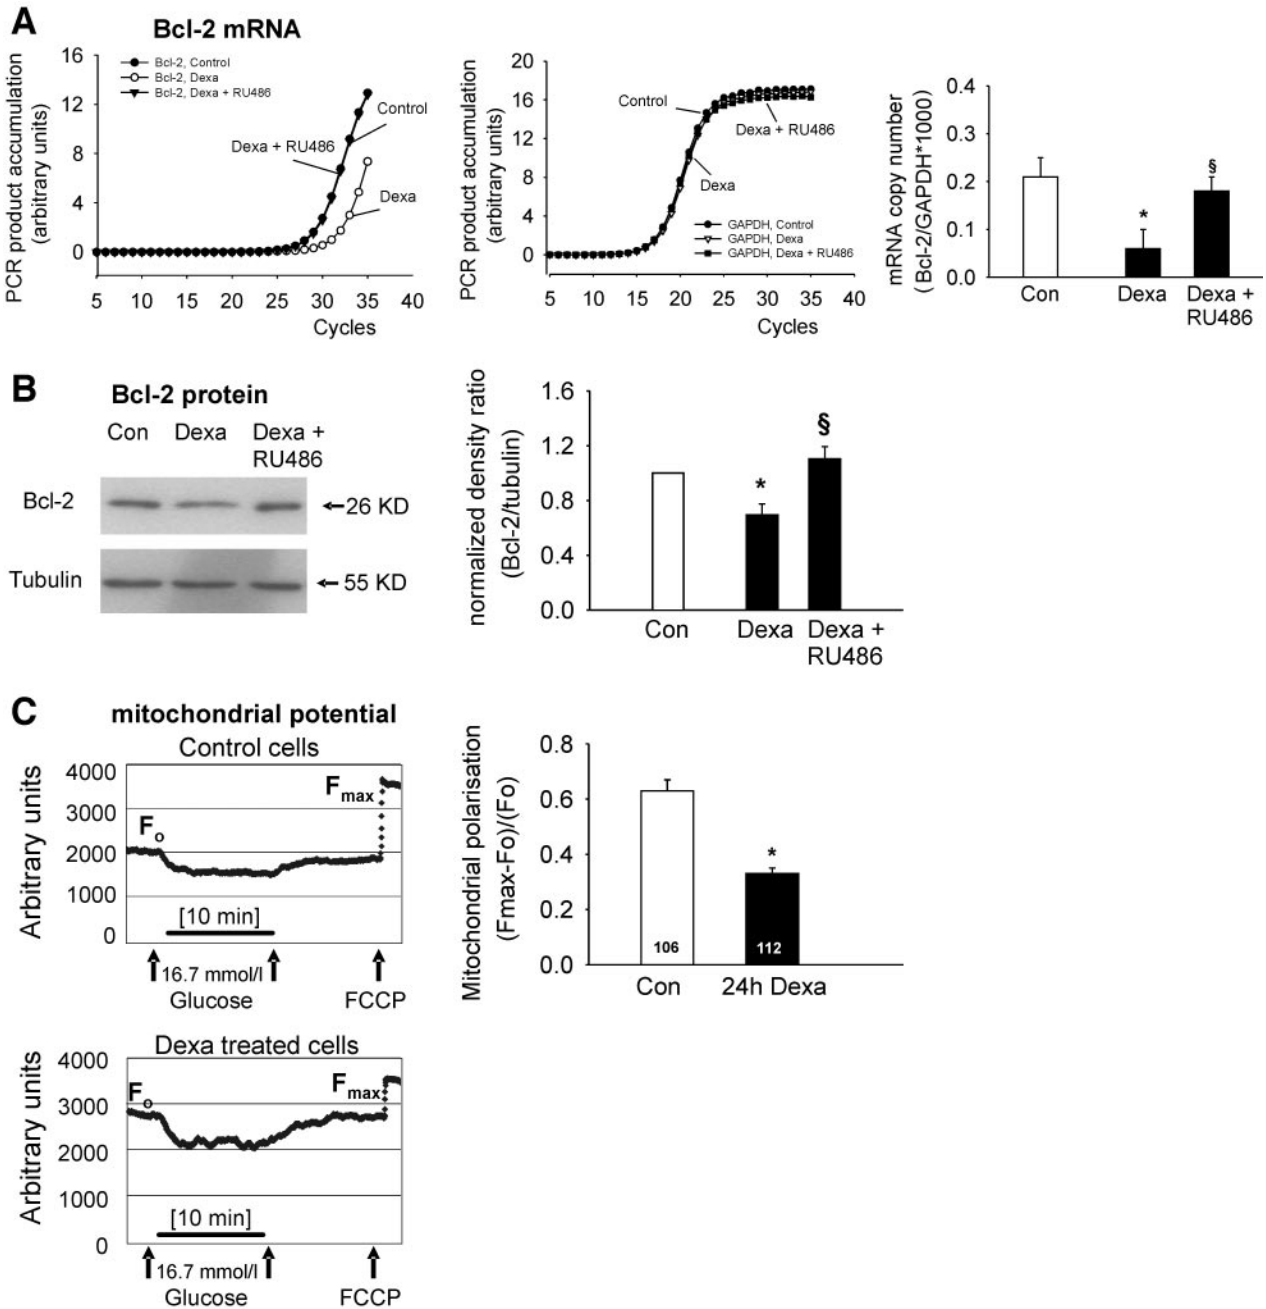 A
Bcl-2 mRNA
PCR product accumulation
(arbitrary units)
16
12
8
4
0
Bcl-2, Control
Bcl-2, Dexa
Bcl-2, Dexa + RU486
Control
Dexa + RU486
Dexa
5 10 15 20 25 30 35 40
Cycles
PCR product accumulation
(arbitrary units)
20
16
12
8
4
0
Control
Dexa + RU486
Dexa
GAPDH, Control
GAPDH, Dexa
GAPDH, Dexa + RU486
5 10 15 20 25 30 35 40
Cycles
mRNA copy number
( Bcl-2/GAPDH*1000)
0.4
0.3
0.2
0.1
0.0
*
§
Con Dexa Dexa +
RU486
B
Bcl-2 protein
Con Dexa Dexa +
RU486
Bcl-2
26 KD
Tubulin
55 KD
normalized density ratio
(Bcl-2/tubulin)
1.6
1.2
0.8
0.4
0.0
*
§
Con Dexa Dexa +
RU486
C
mitochondrial potential
Control cells
Arbitrary units
4000
3000
2000
1000
0
Fo
Fmax
[10 min]
16.7 mmol/l
Glucose FCCP
Dexa treated cells
Arbitrary units
4000
3000
2000
1000
0
Fo
Fmax
[10 min]
16.7 mmol/l
Glucose FCCP
Mitochondrial polarisation
(Fmax-Fo)/(Fo)
0.8
0.6
0.4
0.2
0.0
*
106 112
Con 24h Dexa